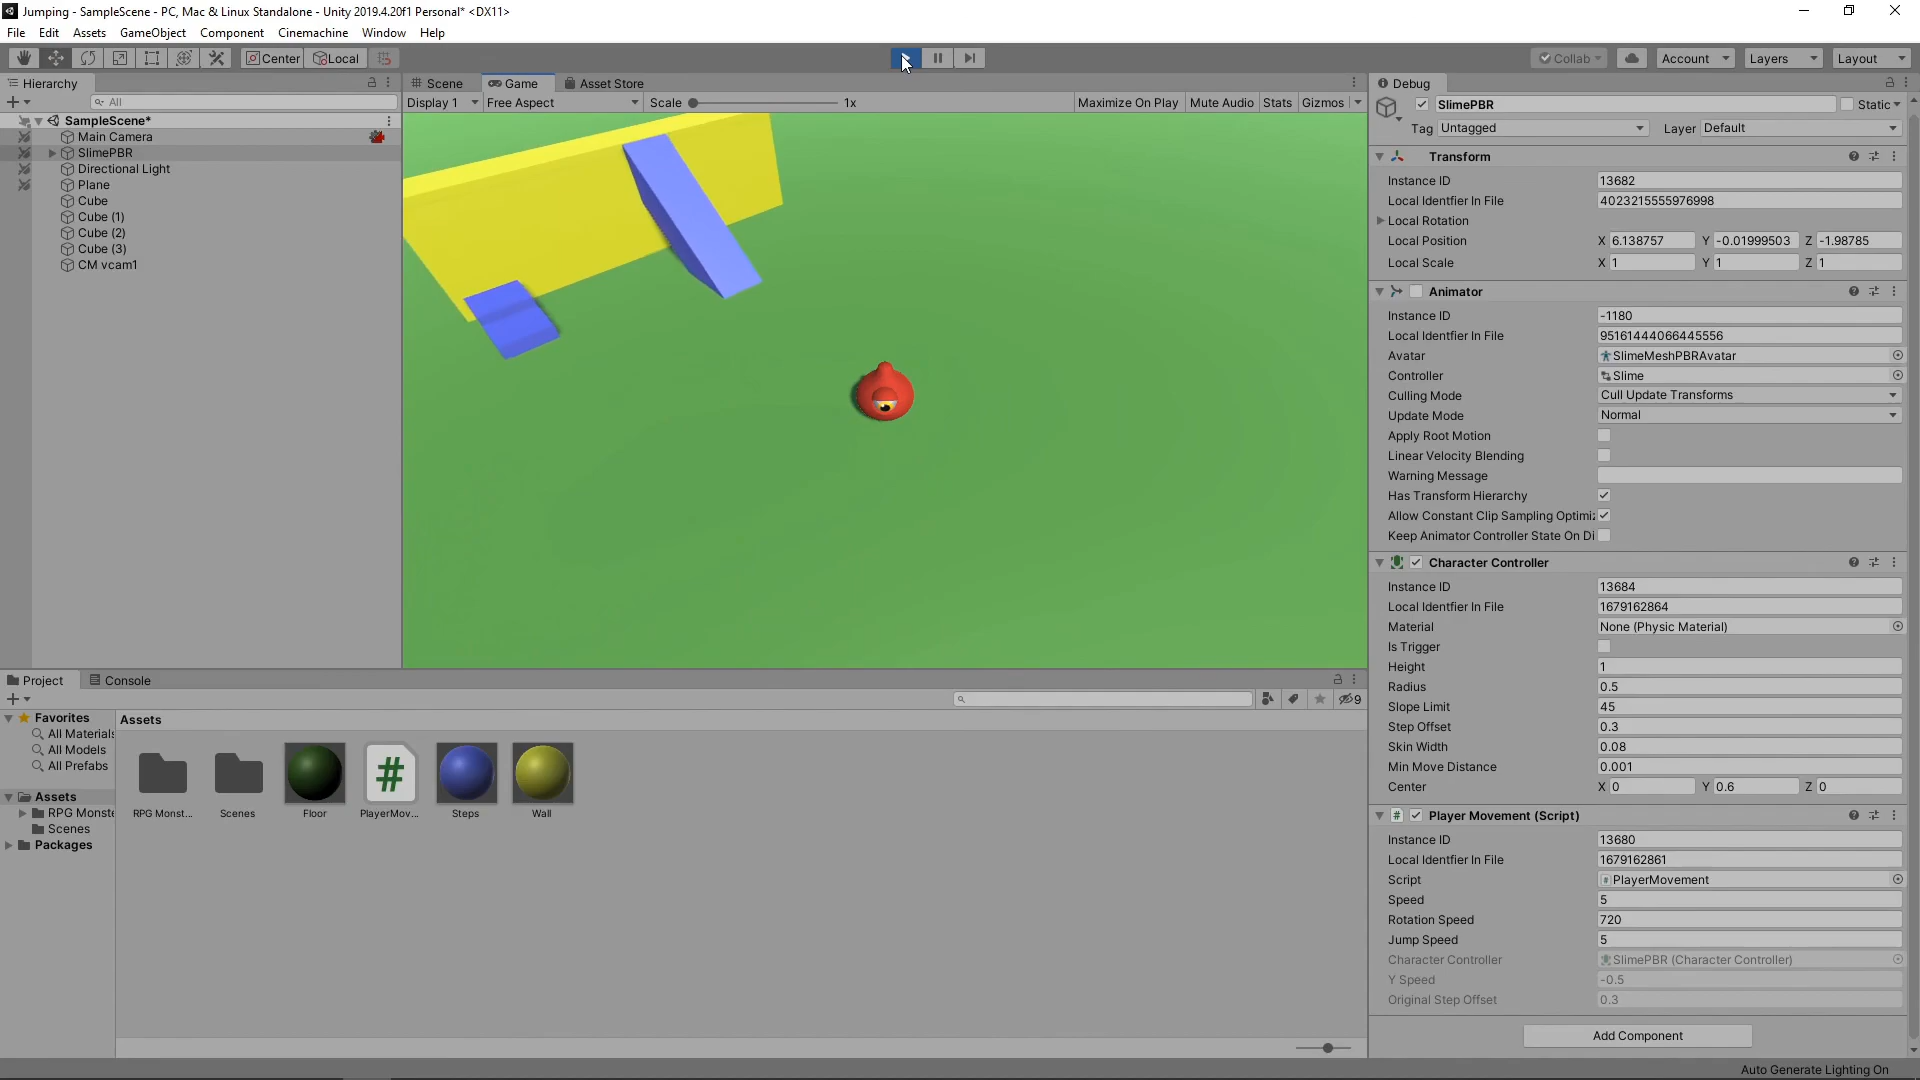 Jumping - SampleScene - PC, Mac & Linux Standalone - Unity 2019.4.20f1 Personal* <DX11>
File Edit Assets GameObject Component Cinemachine Window Help
Center Local Collab Account Layers Layout
Hierarchy
All
SampleScene*
Main Camera
SlimePBR
Directional Light
Plane
Cube
Cube (1)
Cube (2)
Cube (3)
CM vcam1
Scene Game Asset Store
Display 1 Free Aspect Scale 1x Maximize On Play Mute Audio Stats Gizmos
Debug
SlimePBR Static
Tag Untagged Layer Default
Transform
Instance ID 13682
Local Identfier In File 4023215555976998
Local Rotation
Local Position X 6.138757 Y -0.01999503 Z -1.98785
Local Scale X 1 Y 1 Z 1
Animator
Instance ID -1180
Local Identfier In File 95161444066445556
Avatar SlimeMeshPBRAvatar
Controller Slime
Culling Mode Cull Update Transforms
Update Mode Normal
Apply Root Motion
Linear Velocity Blending
Warning Message
Has Transform Hierarchy
Allow Constant Clip Sampling Optimi
Keep Animator Controller State On Di
Character Controller
Instance ID 13684
Local Identfier In File 1679162864
Material None (Physic Material)
Is Trigger
Height 1
Radius 0.5
Slope Limit 45
Step Offset 0.3
Skin Width 0.08
Min Move Distance 0.001
Center X 0 Y 0.6 Z 0
Player Movement (Script)
Instance ID 13680
Local Identfier In File 1679162861
Script PlayerMovement
Speed 5
Rotation Speed 720
Jump Speed 5
Character Controller SlimePBR (Character Controller)
Y Speed -0.5
Original Step Offset 0.3
Add Component
Project Console
9
Favorites
All Materials
All Models
All Prefabs
Assets
RPG Monste
Scenes
Packages
Assets
RPG Monst... Scenes Floor PlayerMov... Steps Wall
Auto Generate Lighting On